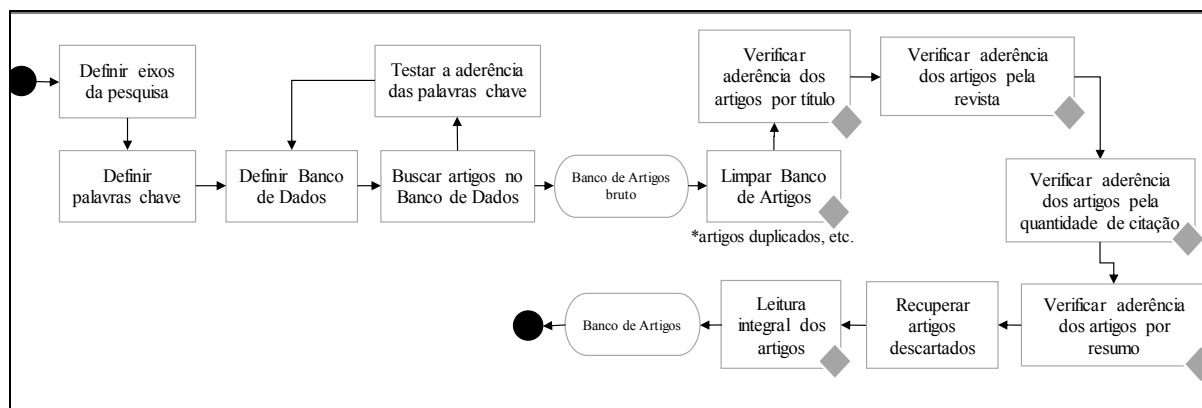 Definir eixos
da pesquisa
Definir
palavras chave
Definir Banco
de Dados
Testar a aderência
das palavras chave
Buscar artigos no
Banco de Dados
Banco de Artigos
bruto
Limpar Banco
de Artigos
*artigos duplicados, etc.
Verificar
aderência dos
artigos por título
Verificar aderência
dos artigos pela
revista
Verificar aderência
dos artigos pela
quantidade de citação
Verificar aderência
dos artigos por
resumo
Recuperar
artigos
descartados
Leitura
integral dos
artigos
Banco de Artigos